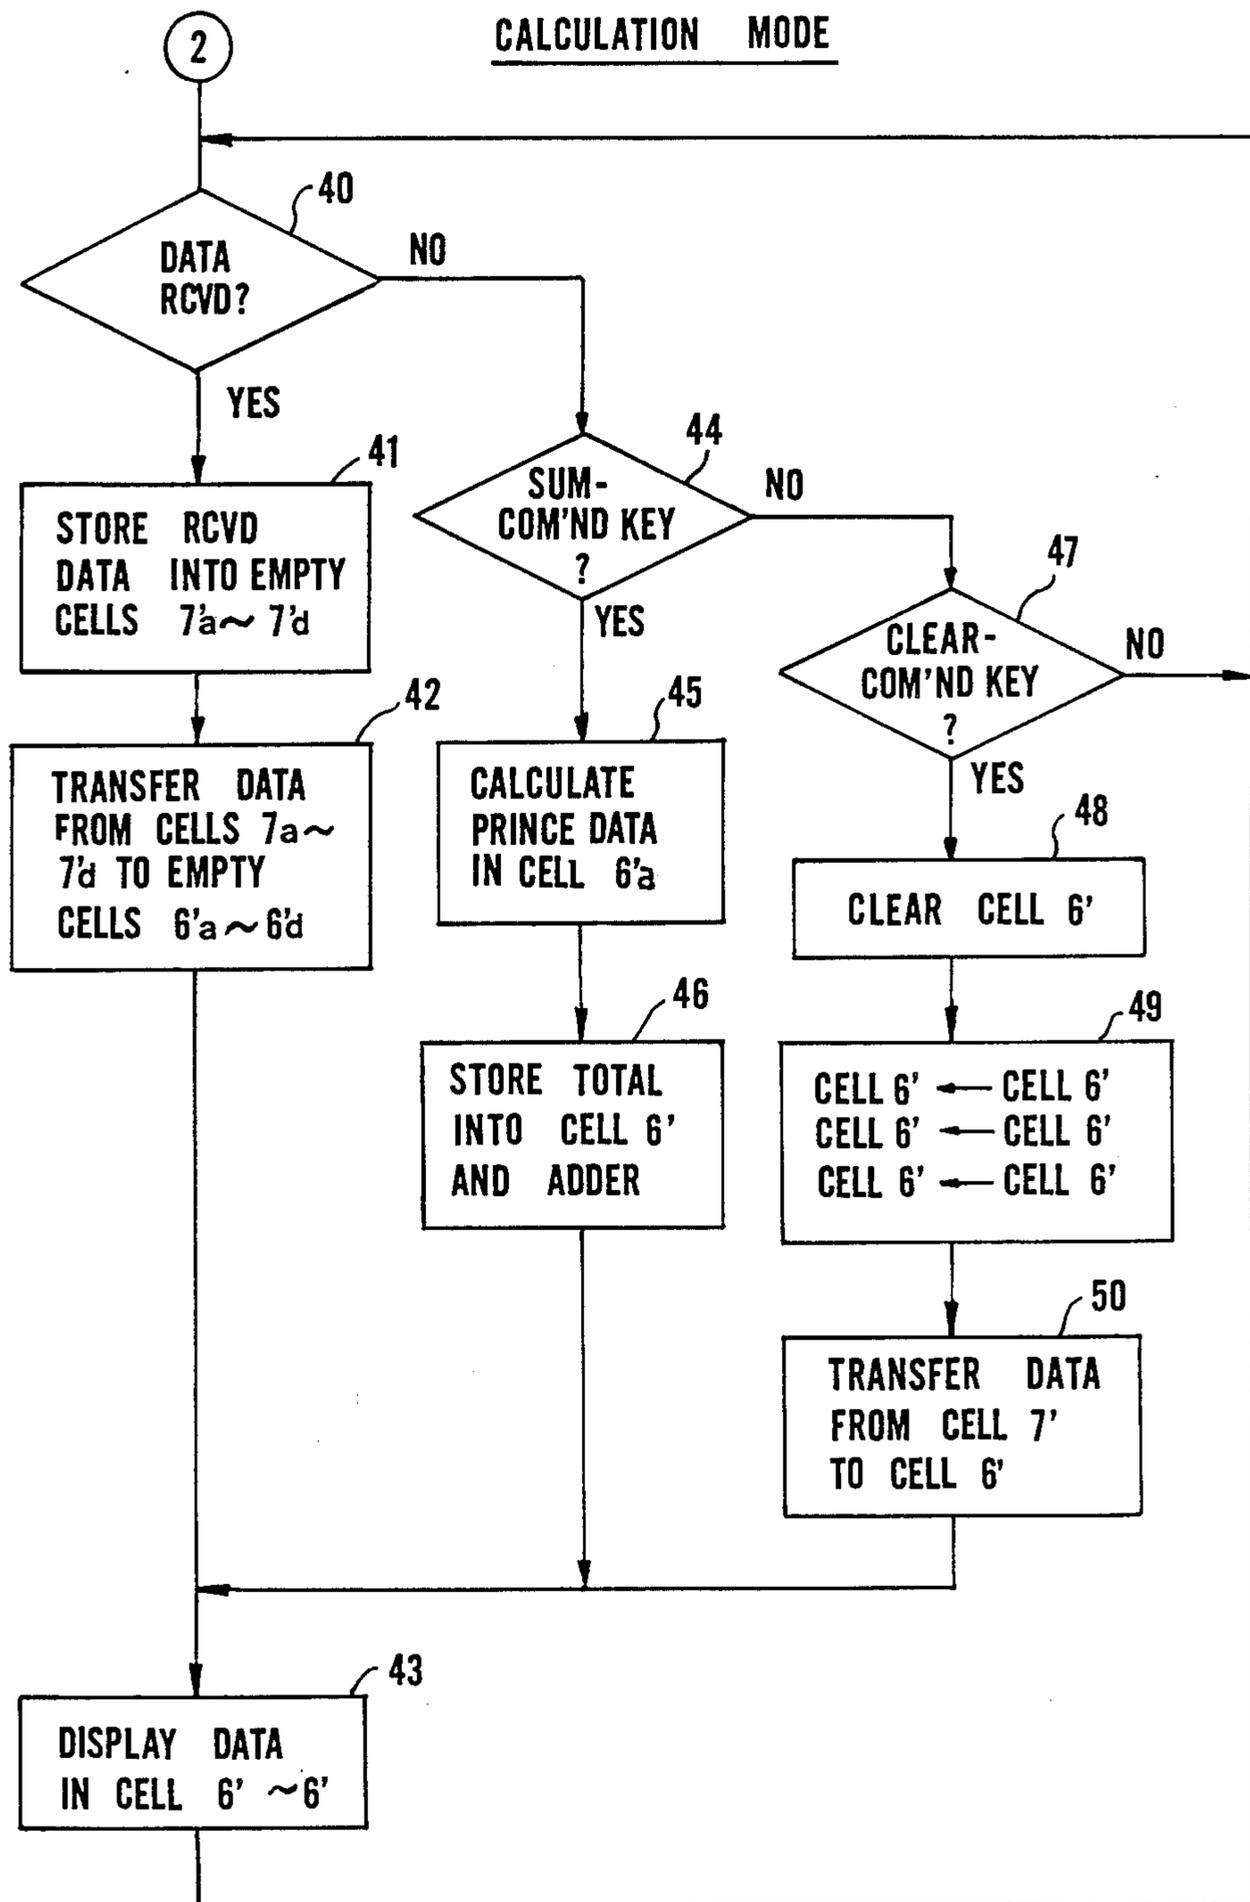 2
CALCULATION MODE
40
DATA
RCVD?
NO
YES
41
STORE RCVD
DATA INTO EMPTY
CELLS 7'a~ 7'd
42
TRANSFER DATA
FROM CELLS 7a~
7'd TO EMPTY
CELLS 6'a~6'd
44
SUM-
COM'ND KEY
?
NO
YES
45
CALCULATE
PRINCE DATA
IN CELL 6'a
46
STORE TOTAL
INTO CELL 6'
AND ADDER
47
CLEAR-
COM'ND KEY
?
NO
YES
48
CLEAR CELL 6'
49
CELL 6' ← CELL 6'
CELL 6' ← CELL 6'
CELL 6' ← CELL 6'
50
TRANSFER DATA
FROM CELL 7'
TO CELL 6'
43
DISPLAY DATA
IN CELL 6' ~6'